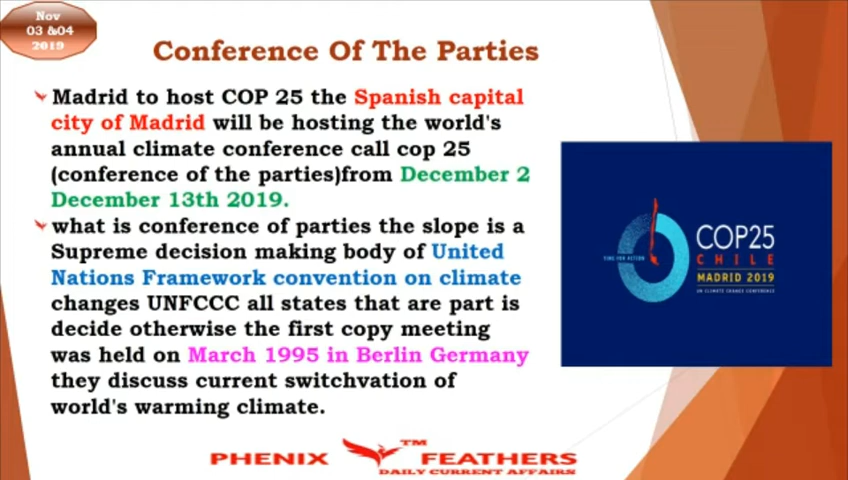 Nov
03 &04
2019
Conference Of The Parties
Madrid to host COP 25 the Spanish capital
city of Madrid will be hosting the world's
annual climate conference call cop 25
(conference of the parties)from December 2
December 13th 2019.
what is conference of parties the slope is a
Supreme decision making body of United
Nations Framework convention on climate
changes UNFCCC all states that are part is
decide otherwise the first copy meeting
was held on March 1995 in Berlin Germany
they discuss current switchvation of
world's warming climate.
TIME FOR ACTION
COP25
CHILE
MADRID 2019
UN CLIMATE CHANGE CONFERENCE
PHENIX FEATHERS TM
DAILY CURRENT AFFAIRS